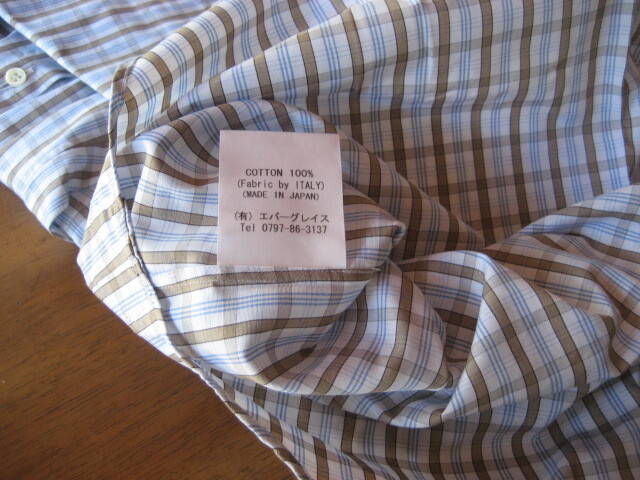 COTTON 100%
(Fabric by ITALY)
(MADE IN JAPAN)
(有) エバーグレイス
Tel 0797-86-3137